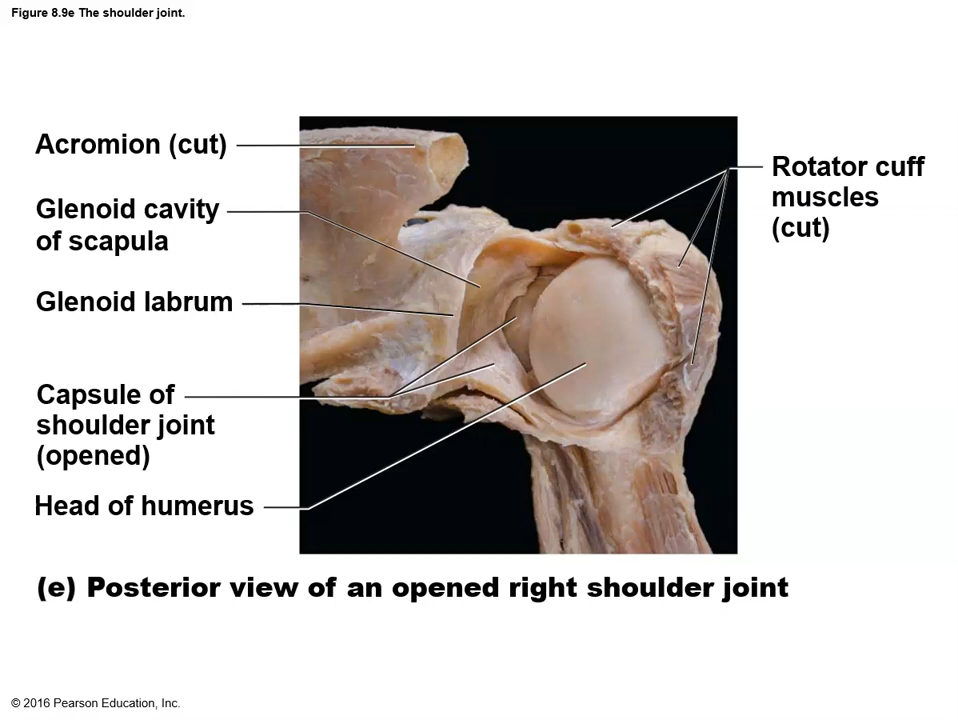 Figure 8.9e The shoulder joint.
Acromion (cut)
Glenoid cavity
of scapula
Glenoid labrum
Capsule of
shoulder joint
(opened)
Head of humerus
Rotator cuff
muscles
(cut)
(e) Posterior view of an opened right shoulder joint
© 2016 Pearson Education, Inc.